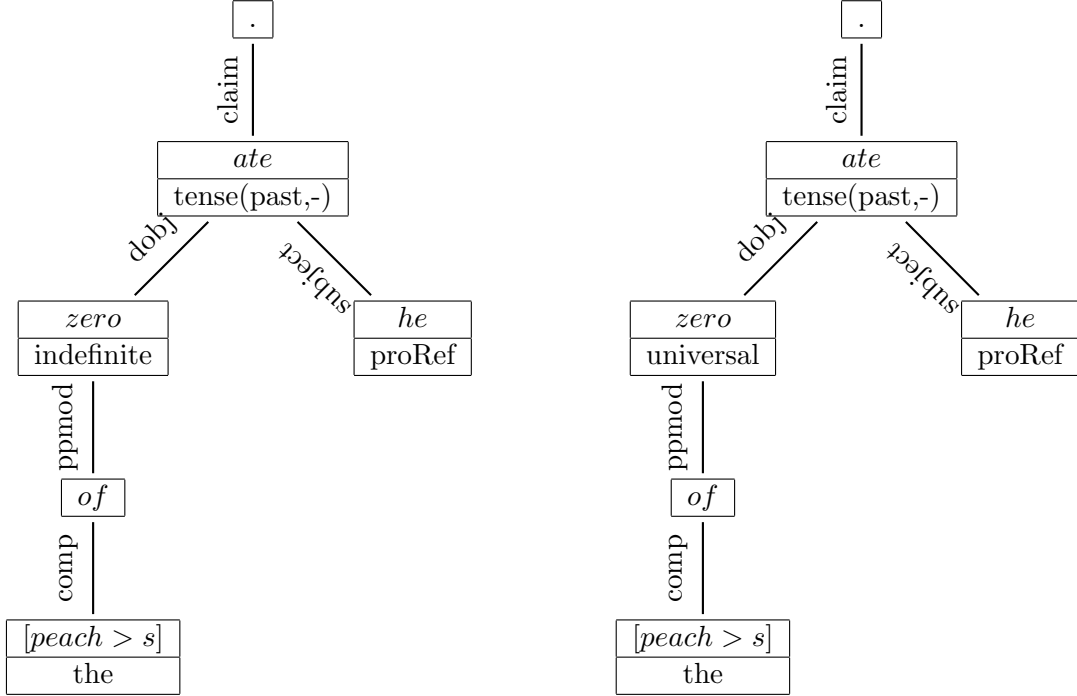 .
claim
ate
tense(past,-)
dobj
subject
zero
indefinite
he
proRef
ppmod
of
comp
[peach > s]
the
.
claim
ate
tense(past,-)
dobj
subject
zero
universal
he
proRef
ppmod
of
comp
[peach > s]
the